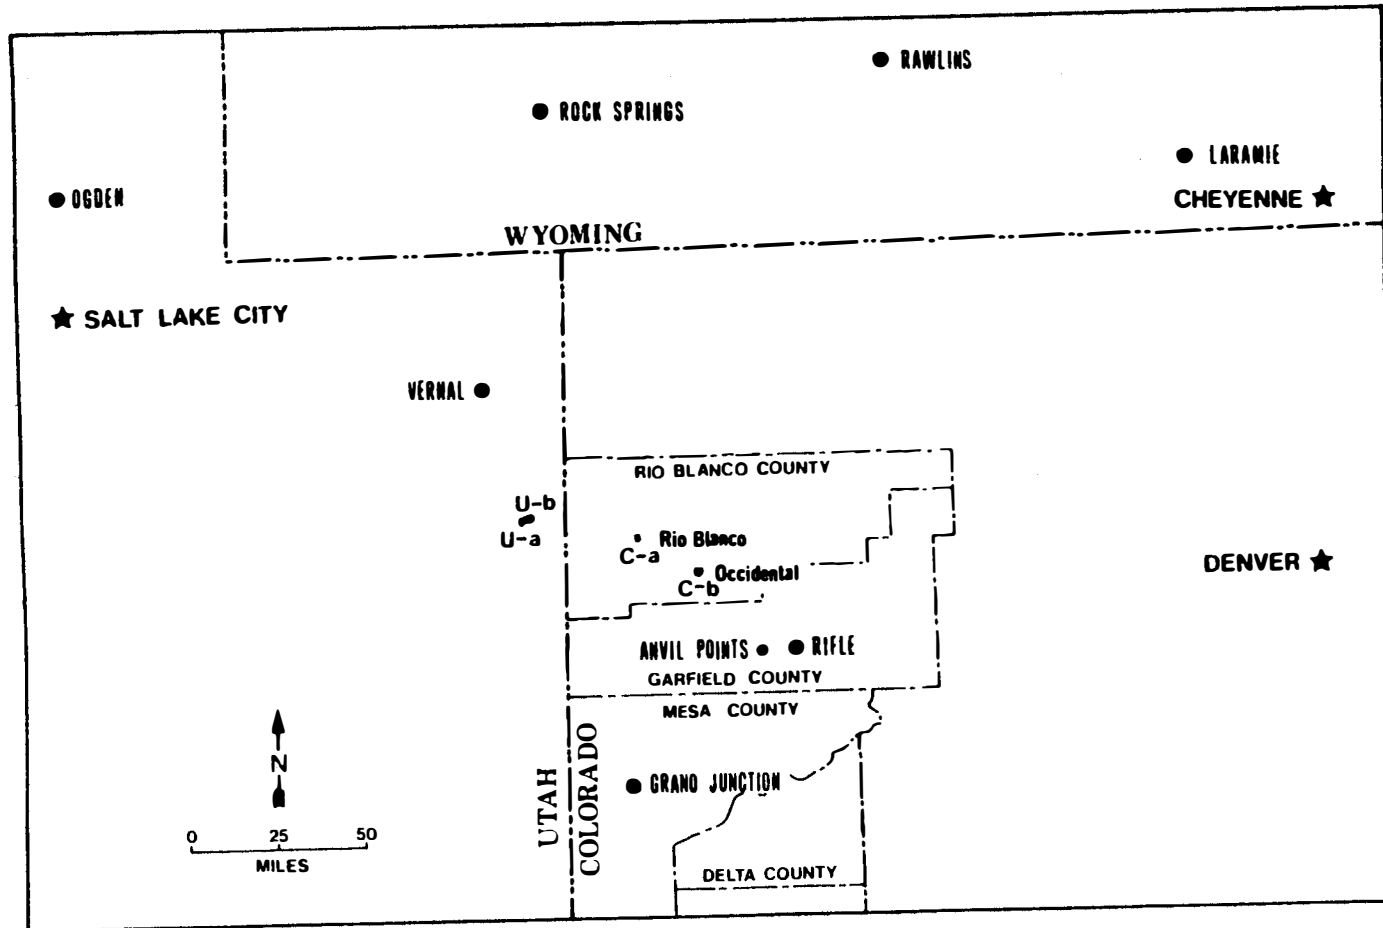 RAWLINS
ROCK SPRINGS
LARAMIE
OGDEN
CHEYENNE
WYOMING
SALT LAKE CITY
VERNAL
RIO BLANCO COUNTY
U-b
U-a
Rio Blanco
C-a
DENVER
Occidental
C-b
ANVIL POINTS
RIFLE
GARFIELD COUNTY
MESA COUNTY
N
UTAH
COLORADO
GRAND JUNCTION
0 25 50
MILES
DELTA COUNTY